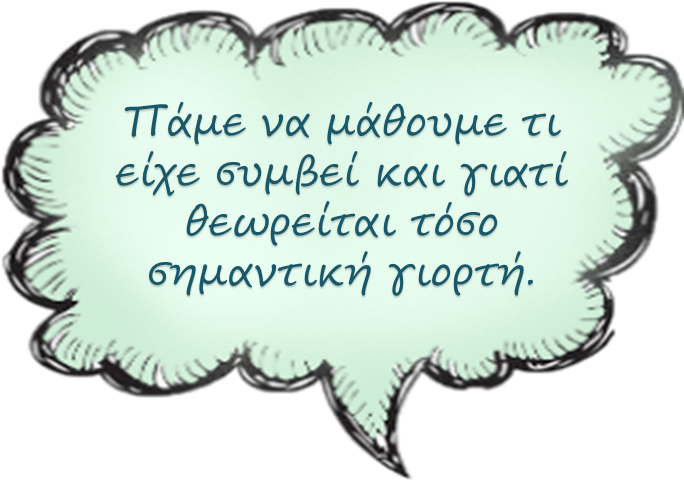 Πάμε να μάθουμε τι
είχε συμβεί και γιατί
θεωρείται τόσο
σημαντική γιορτή.